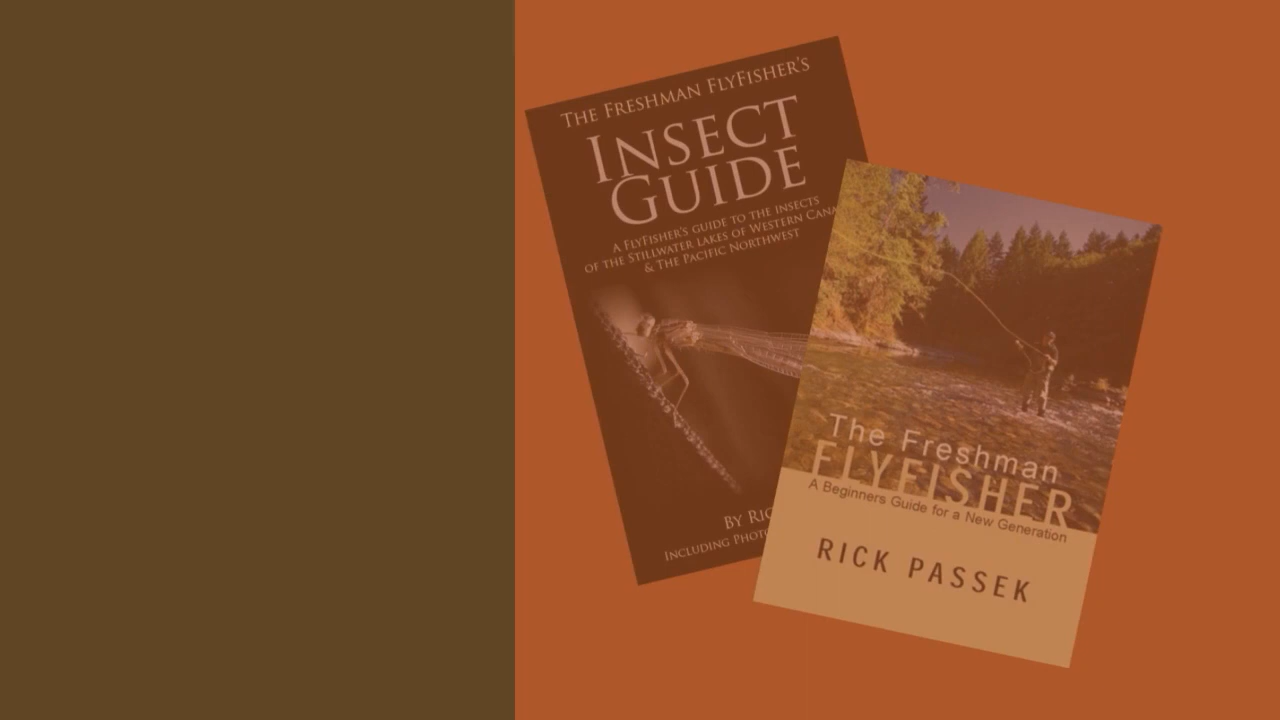 THE FRESHMAN FLYFISHER'S
INSECT
GUIDE
A FLYFISHER'S GUIDE TO THE INSECTS
OF THE STILLWATER LAKES OF WESTERN
& THE PACIFIC NORTHWEST
BY
INCLUDING
The Freshman
FLYFISHER
A Beginners Guide for a New Generation
RICK PASSEK